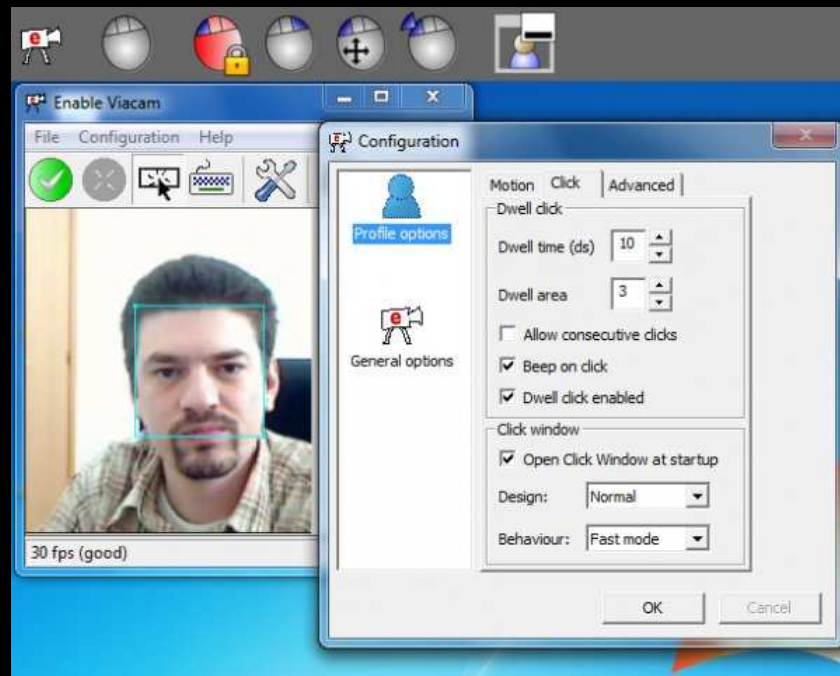 e
Enable Viacam
File Configuration Help
30 fps (good)
Configuration
Profile options
e
General options
Motion Click Advanced
Dwell click
Dwell time (ds) 10
Dwell area 3
Allow consecutive clicks
Beep on click
Dwell click enabled
Click window
Open Click Window at startup
Design: Normal
Behaviour: Fast mode
OK Cancel